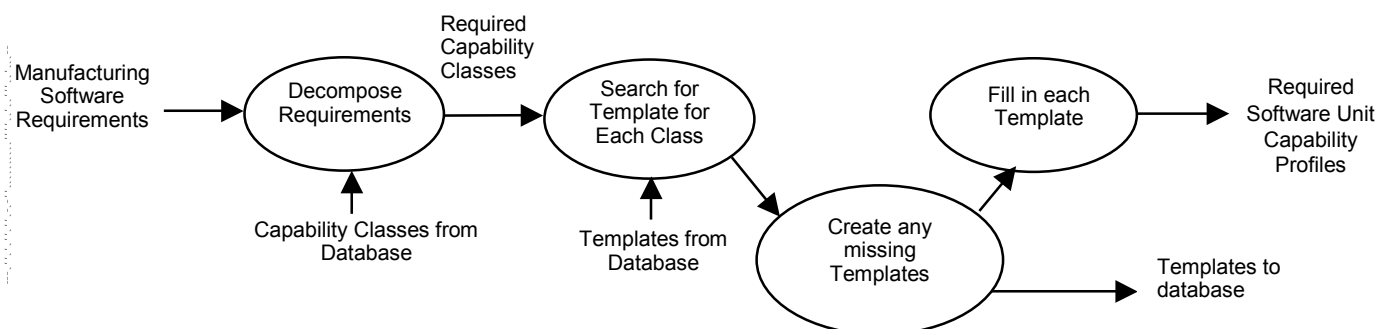 Manufacturing
Software
Requirements
Decompose
Requirements
Required
Capability
Classes
Capability Classes from
Database
Search for
Template for
Each Class
Templates from
Database
Create any
missing
Templates
Fill in each
Template
Required
Software Unit
Capability
Profiles
Templates to
database